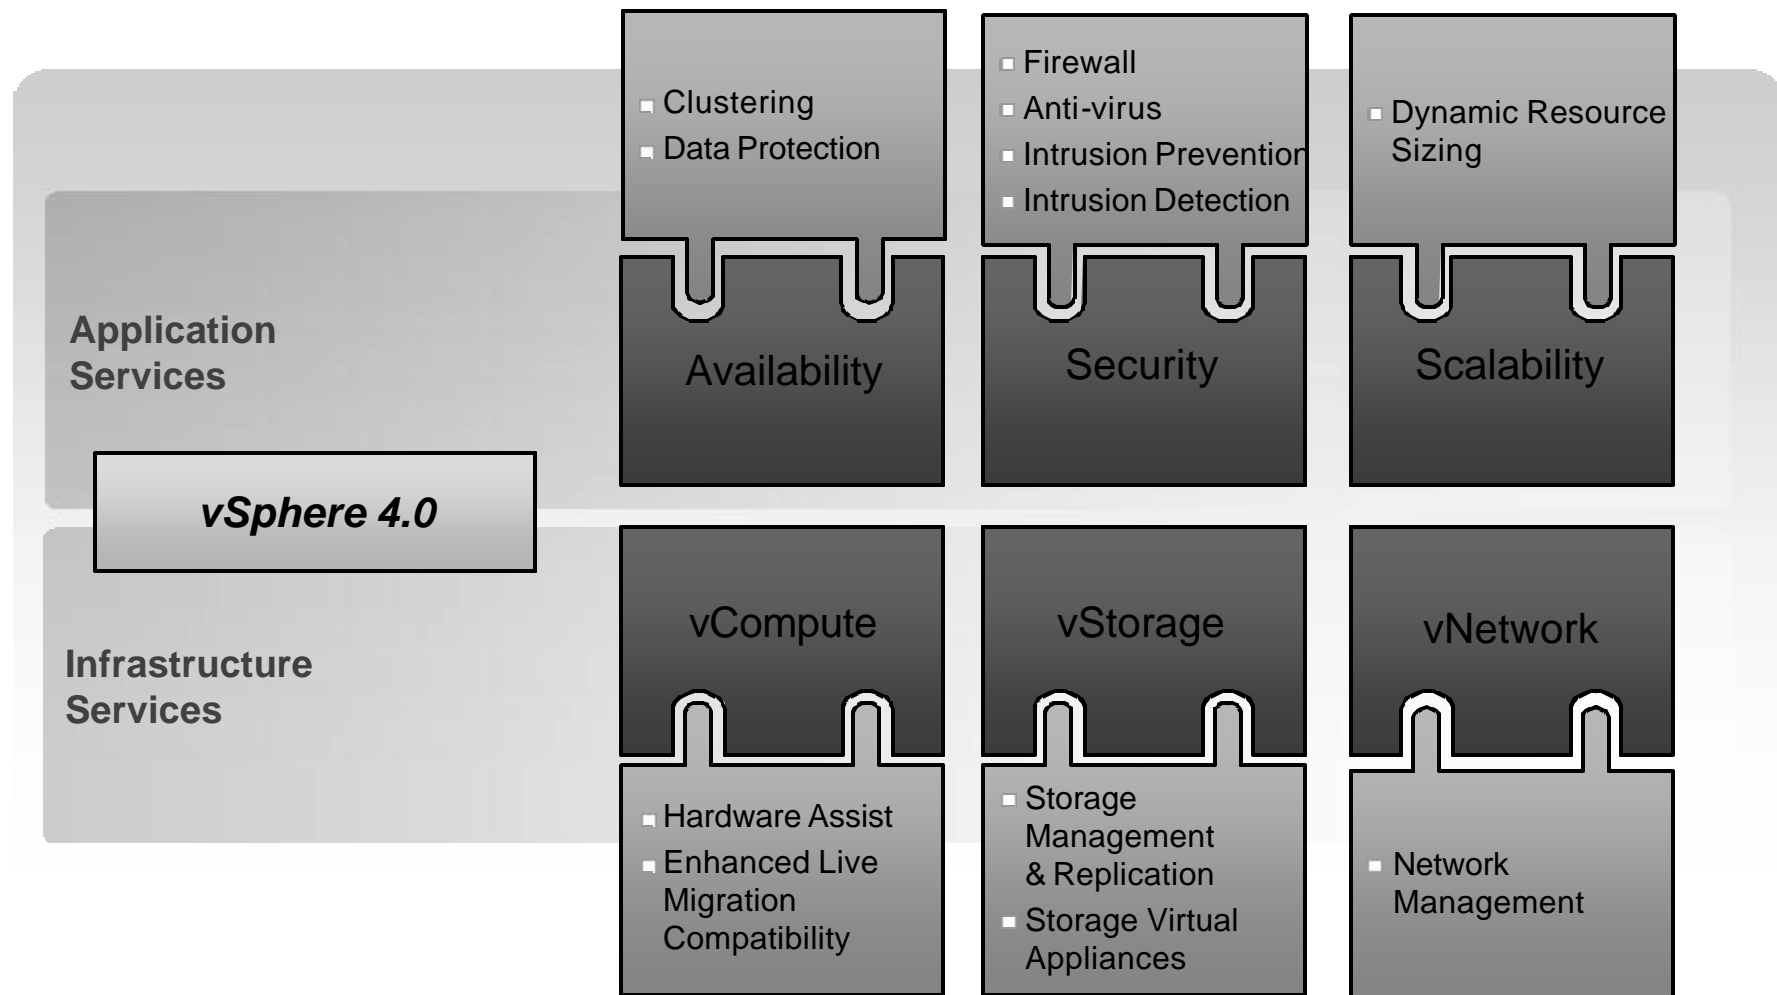 Clustering
Data Protection
Firewall
Anti-virus
Intrusion Prevention
Intrusion Detection
Dynamic Resource
Sizing
Application
Services
Availability
Security
Scalability
vSphere 4.0
Infrastructure
Services
vCompute
vStorage
vNetwork
Hardware Assist
Enhanced Live
Migration
Compatibility
Storage
Management
& Replication
Storage Virtual
Appliances
Network
Management